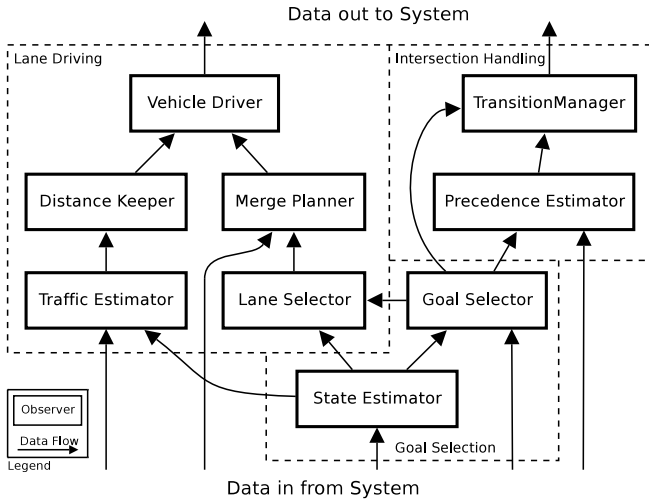 Data out to System
Lane Driving
Intersection Handling
Vehicle Driver
TransitionManager
Distance Keeper
Merge Planner
Precedence Estimator
Traffic Estimator
Lane Selector
Goal Selector
State Estimator
Observer
Data Flow
Legend
Goal Selection
Data in from System